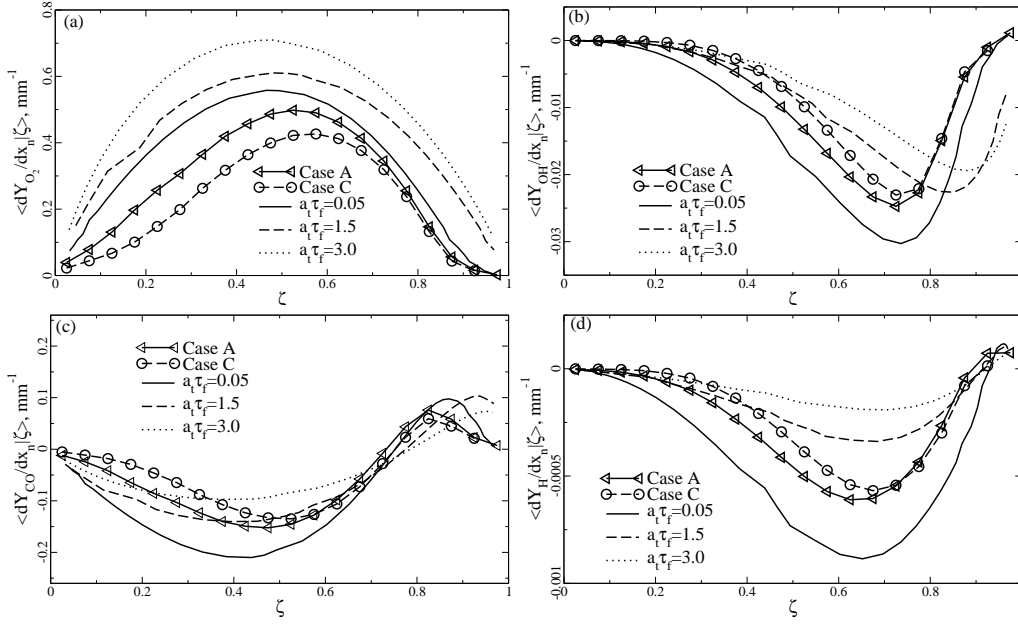 (a)
<dY_O2/dx_n|ζ>, mm^-1
0.8
0.6
0.4
0.2
0
Case A
Case C
a_tτ_f=0.05
a_tτ_f=1.5
a_tτ_f=3.0
0 0.2 0.4 0.6 0.8 1
ζ
(b)
<dY_OH/dx_n|ζ>, mm^-1
0
-0.01
-0.02
-0.03
Case A
Case C
a_tτ_f=0.05
a_tτ_f=1.5
a_tτ_f=3.0
0 0.2 0.4 0.6 0.8 1
ζ
(c)
<dY_CO/dx_n|ζ>, mm^-1
0.2
0.1
0
-0.1
-0.2
Case A
Case C
a_tτ_f=0.05
a_tτ_f=1.5
a_tτ_f=3.0
0 0.2 0.4 0.6 0.8 1
ζ
(d)
<dY_H/dx_n|ζ>, mm^-1
0
-0.0005
-0.001
Case A
Case C
a_tτ_f=0.05
a_tτ_f=1.5
a_tτ_f=3.0
0 0.2 0.4 0.6 0.8 1
ζ